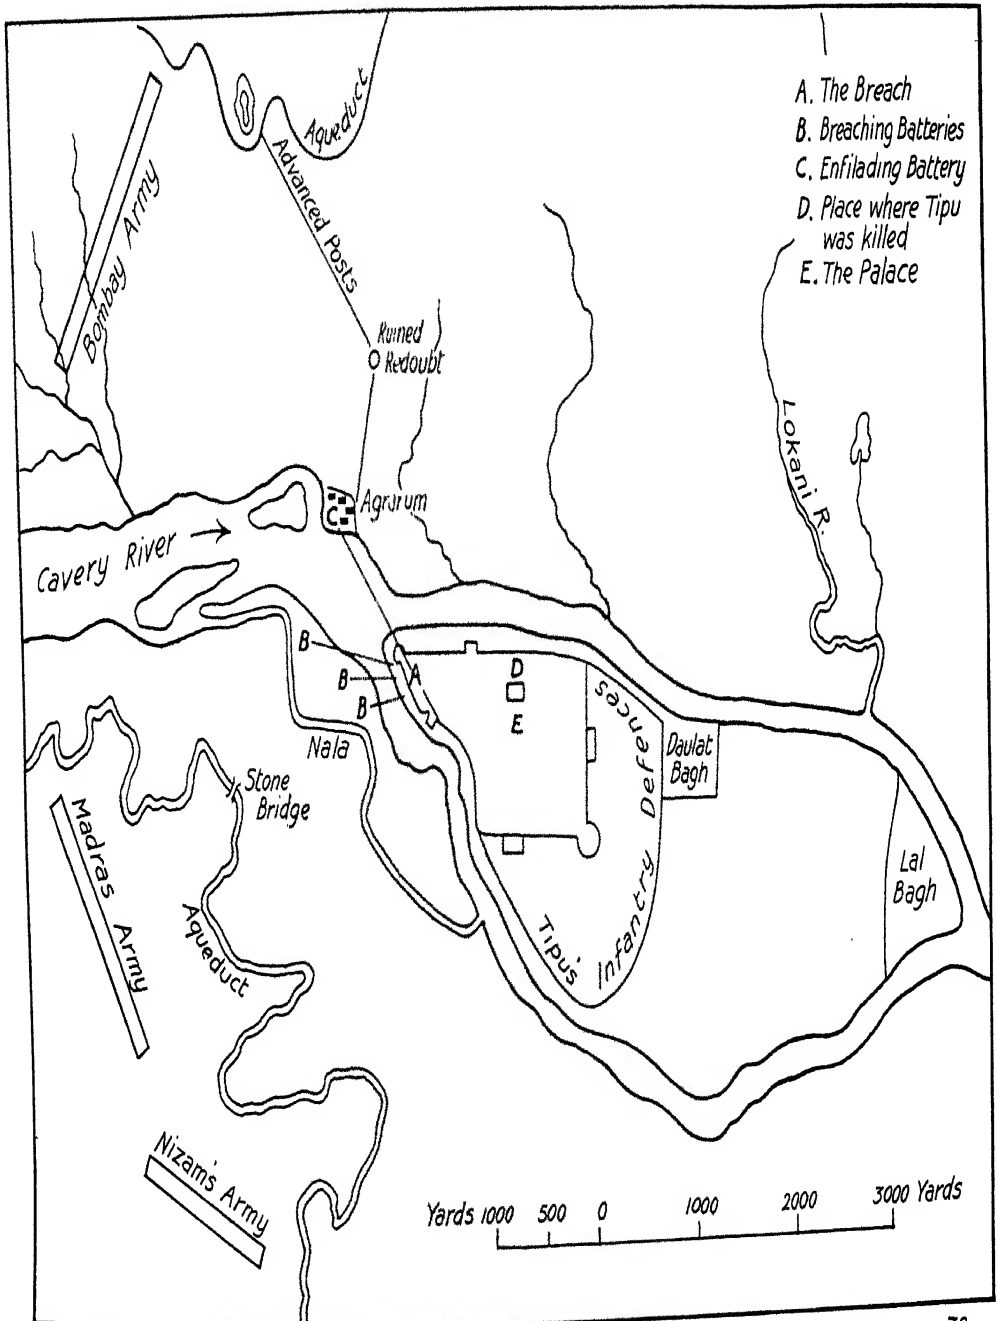 A. The Breach
B. Breaching Batteries
C. Enfilading Battery
D. Place where Tipu
was killed
E. The Palace
Aqueduct
Advanced Posts
Bombay Army
Ruined
Redoubt
Lokani R.
Agrarum
C
Cavery River →
B
B
B
A
D
E
Nala
Stone
Bridge
Tipu's Infantry Defences
Daulat
Bagh
Lal
Bagh
Madras Army
Aqueduct
Nizam's Army
Yards 1000 500 0 1000 2000 3000 Yards